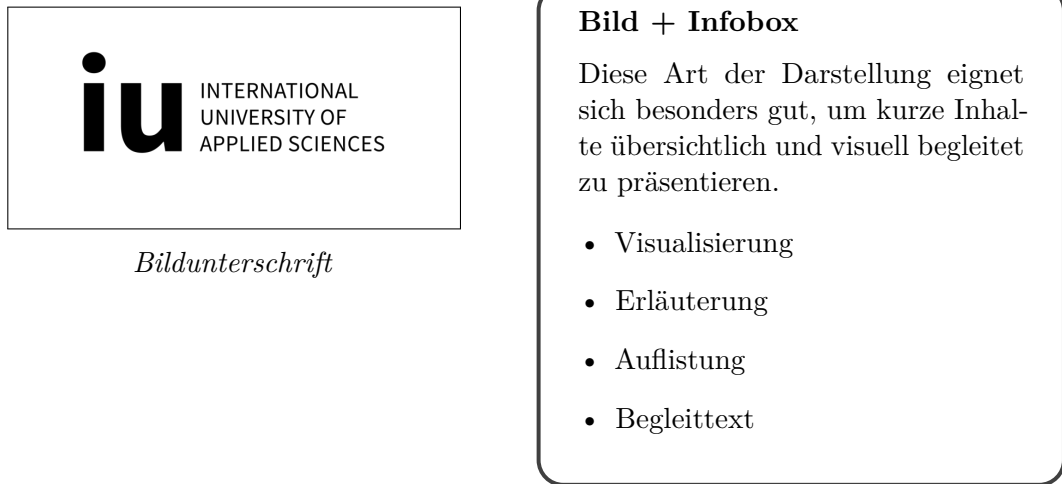 iu
INTERNATIONAL
UNIVERSITY OF
APPLIED SCIENCES
Bildunterschrift
Bild + Infobox
Diese Art der Darstellung eignet
sich besonders gut, um kurze Inhal-
te übersichtlich und visuell begleitet
zu präsentieren.
• Visualisierung
• Erläuterung
• Auflistung
• Begleittext